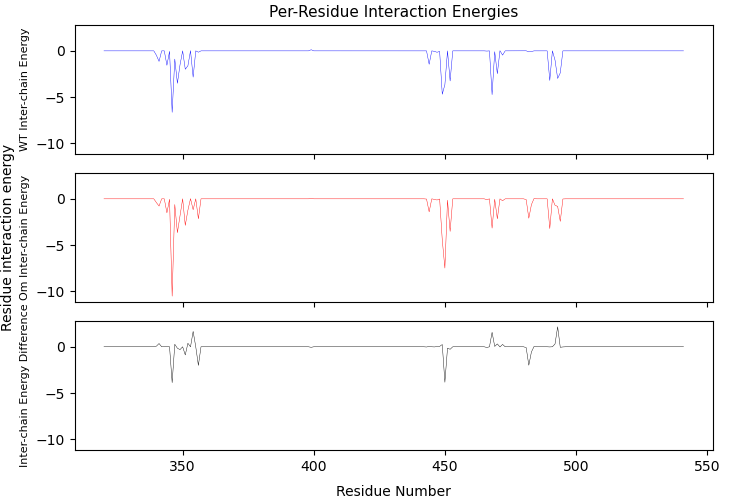 Per-Residue Interaction Energies
Residue interaction energy
WT Inter-chain Energy
0
−5
−10
Om Inter-chain Energy
0
−5
−10
Inter-chain Energy Difference
0
−5
−10
350
400
450
500
550
Residue Number